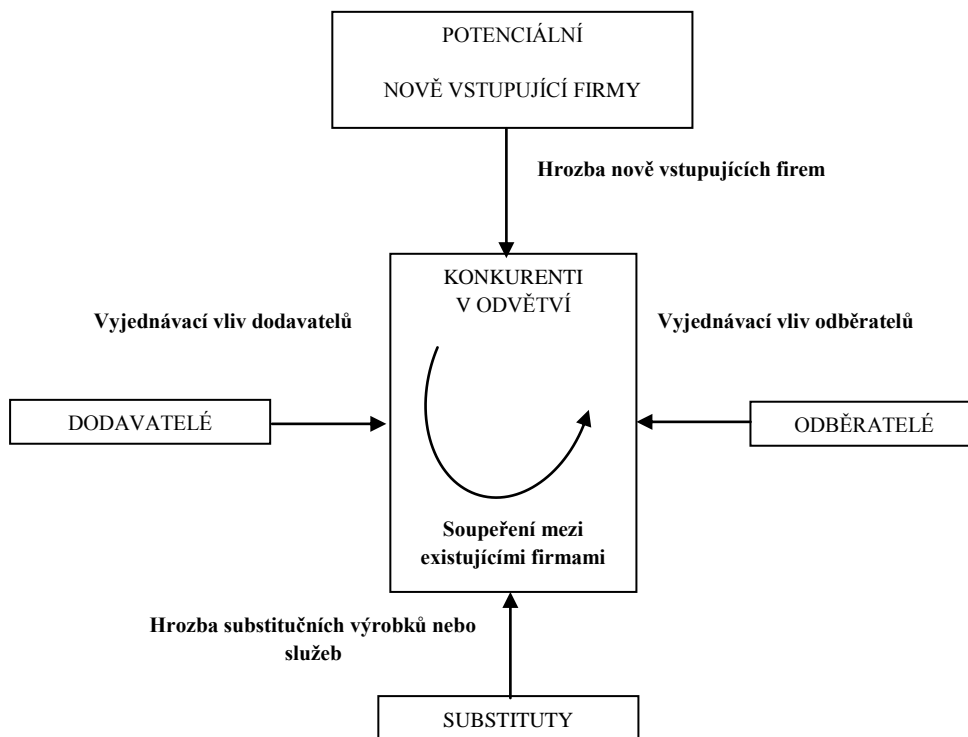 POTENCIÁLNÍ
NOVĚ VSTUPUJÍCÍ FIRMY
Hrozba nově vstupujících firem
KONKURENTI
V ODVĚTVÍ
Vyjednávací vliv dodavatelů
Vyjednávací vliv odběratelů
DODAVATELÉ
ODBĚRATELÉ
Soupeření mezi
existujícími firmami
Hrozba substitučních výrobků nebo
služeb
SUBSTITUTY